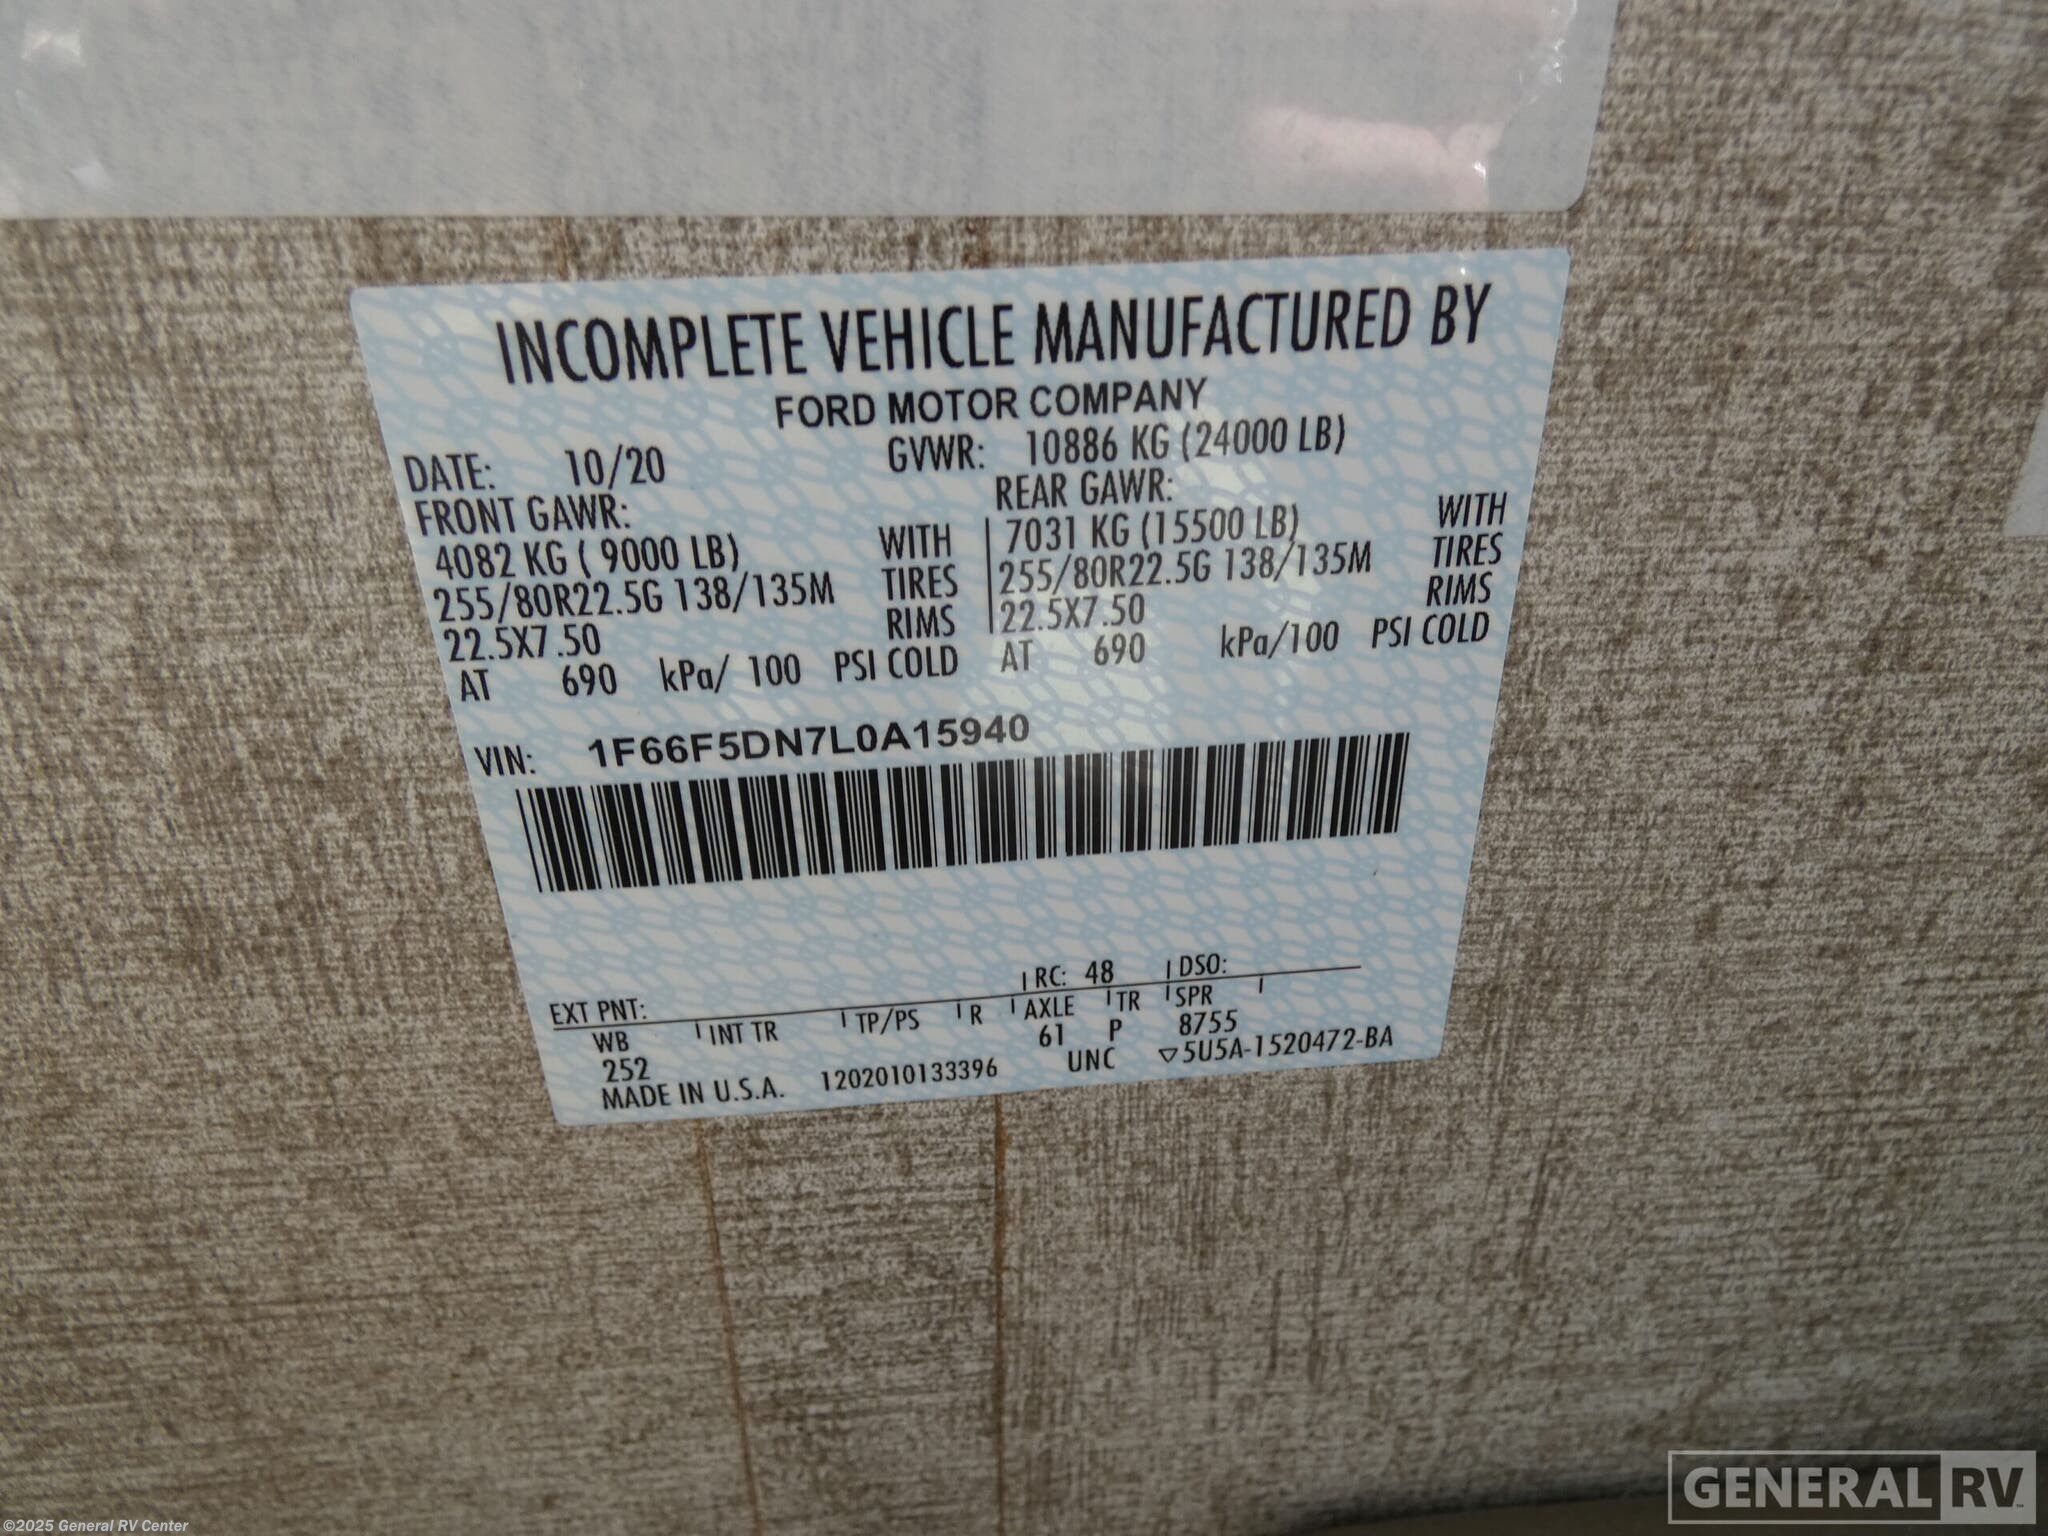 INCOMPLETE VEHICLE MANUFACTURED BY
FORD MOTOR COMPANY
DATE: 10/20 GVWR: 10886 KG (24000 LB)
FRONT GAWR: REAR GAWR:
4082 KG ( 9000 LB) WITH 7031 KG (15500 LB) WITH
255/80R22.5G 138/135M TIRES 255/80R22.5G 138/135M TIRES
22.5X7.50 RIMS 22.5X7.50 RIMS
AT 690 kPa/ 100 PSI COLD AT 690 kPa/100 PSI COLD
VIN: 1F66F5DN7L0A15940
EXT PNT: RC: 48 DSO:
WB INT TR TP/PS R AXLE TR SPR
252 61 P 8755
MADE IN U.S.A. 1202010133396 UNC ▽5U5A-1520472-BA
GENERAL RV
©2025 General RV Center